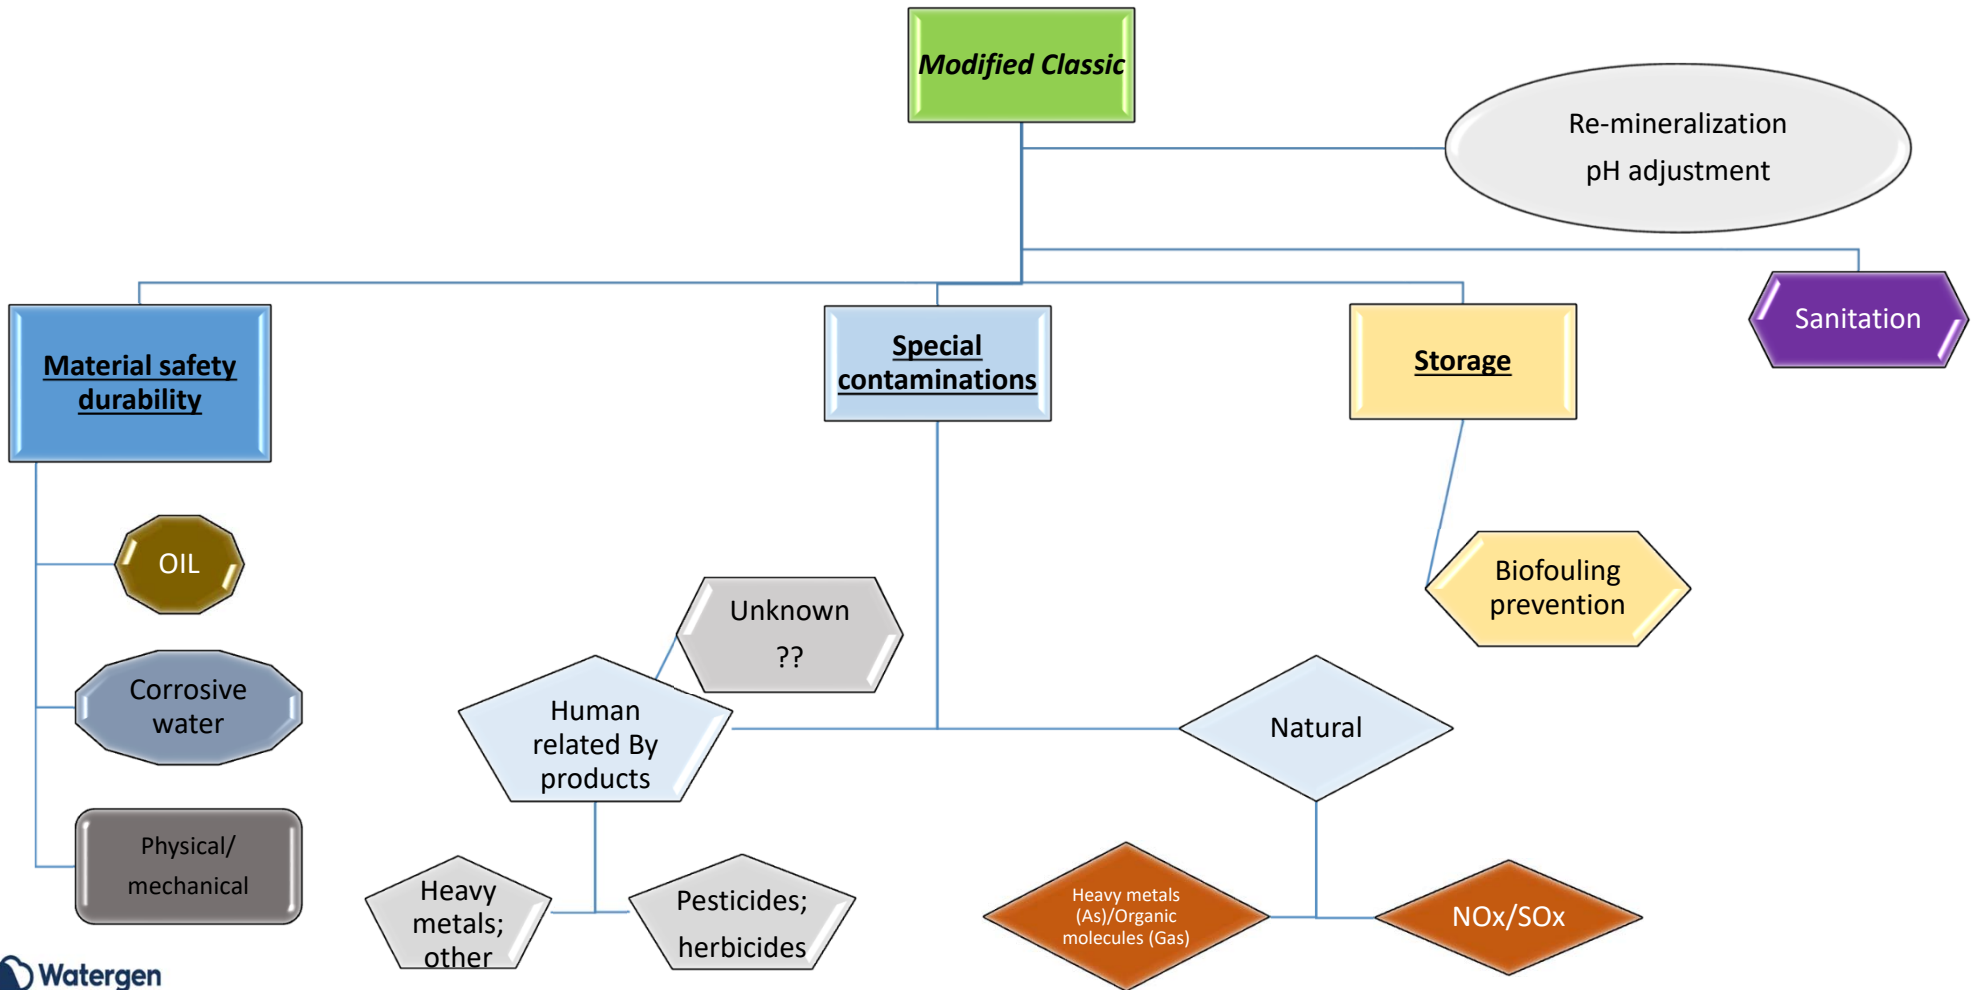 Modified Classic
Re-mineralization
pH adjustment
Sanitation
Material safety
durability
Special
contaminations
Storage
OIL
Corrosive
water
Physical/
mechanical
Unknown
??
Human
related By
products
Natural
Biofouling
prevention
Heavy
metals;
other
Pesticides;
herbicides
Heavy metals
(As)/Organic
molecules (Gas)
NOx/SOx
Watergen